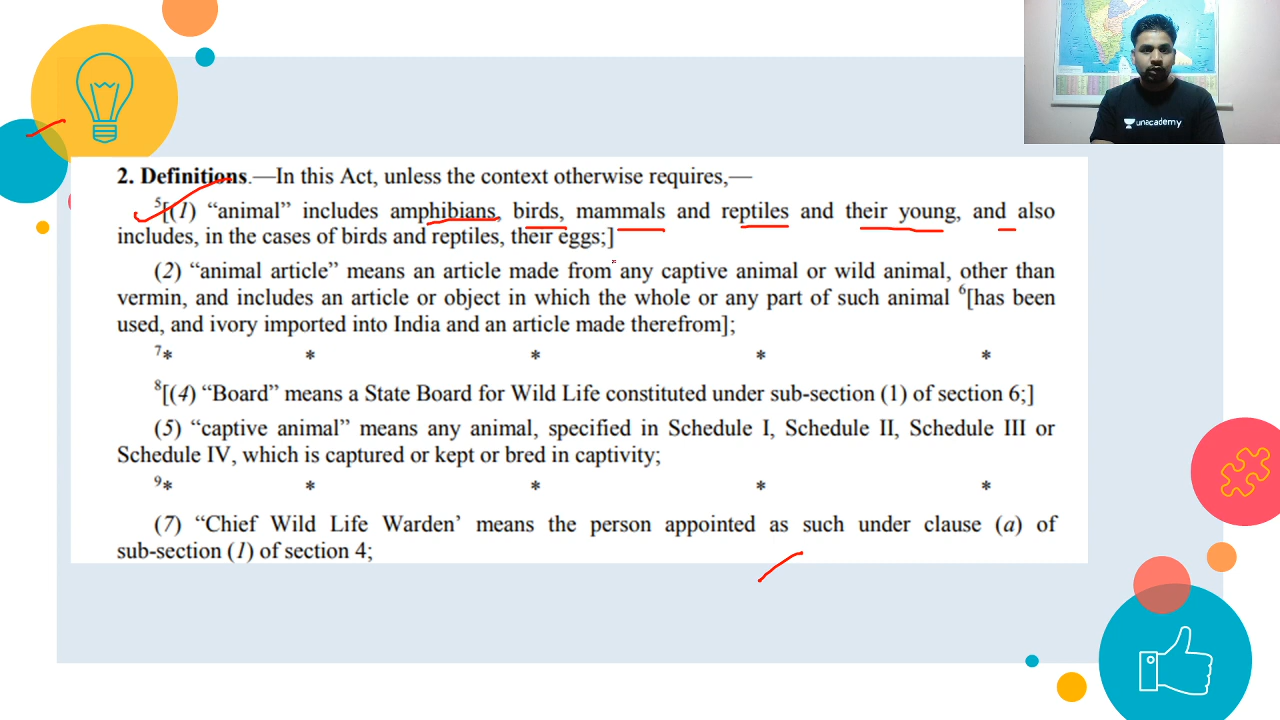 unacademy
2. Definitions.—In this Act, unless the context otherwise requires,—
5[(1) “animal” includes amphibians, birds, mammals and reptiles and their young, and also
includes, in the cases of birds and reptiles, their eggs;]
(2) “animal article” means an article made from any captive animal or wild animal, other than
vermin, and includes an article or object in which the whole or any part of such animal 6[has been
used, and ivory imported into India and an article made therefrom];
7* * * * *
8[(4) “Board” means a State Board for Wild Life constituted under sub-section (1) of section 6;]
(5) “captive animal” means any animal, specified in Schedule I, Schedule II, Schedule III or
Schedule IV, which is captured or kept or bred in captivity;
9* * * * *
(7) “Chief Wild Life Warden’ means the person appointed as such under clause (a) of
sub-section (1) of section 4;